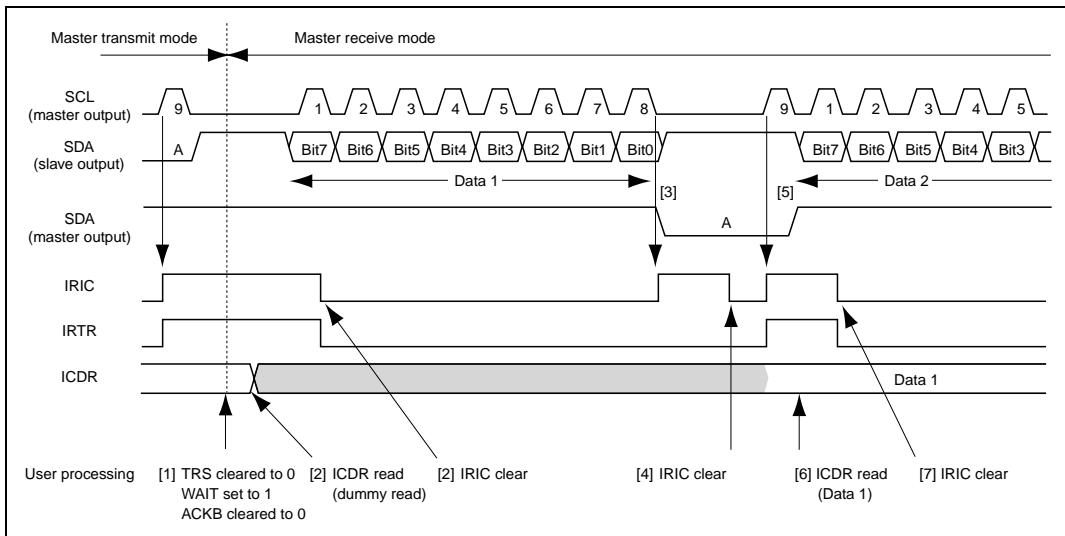 Master transmit mode Master receive mode
SCL
(master output)
9 1 2 3 4 5 6 7 8 9 1 2 3 4 5
SDA
(slave output)
A Bit7 Bit6 Bit5 Bit4 Bit3 Bit2 Bit1 Bit0 Bit7 Bit6 Bit5 Bit4 Bit3
Data 1 [3] [5] Data 2
SDA
(master output)
A
IRIC
IRTR
ICDR
Data 1
User processing [1] TRS cleared to 0 [2] ICDR read [2] IRIC clear [4] IRIC clear [6] ICDR read [7] IRIC clear
WAIT set to 1 (dummy read) (Data 1)
ACKB cleared to 0